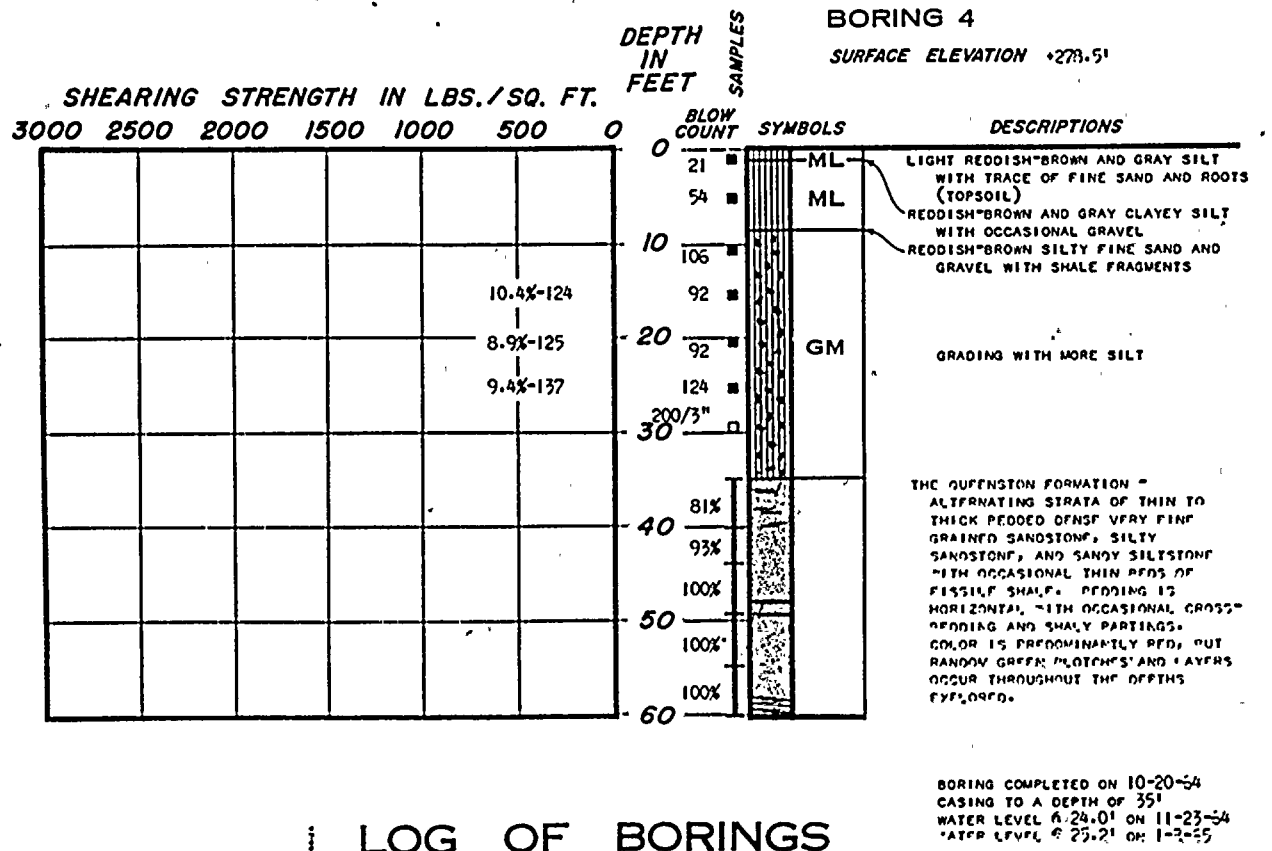 BORING 4
SURFACE ELEVATION +278.5'
DEPTH
IN
FEET
SAMPLES
SHEARING STRENGTH IN LBS./SQ. FT.
3000 2500 2000 1500 1000 500 0
BLOW
COUNT
SYMBOLS
DESCRIPTIONS
0
21
ML
LIGHT REDDISH-BROWN AND GRAY SILT
WITH TRACE OF FINE SAND AND ROOTS
(TOPSOIL)
54
ML
REDDISH-BROWN AND GRAY CLAYEY SILT
WITH OCCASIONAL GRAVEL
10
106
REDDISH-BROWN SILTY FINE SAND AND
GRAVEL WITH SHALE FRAGMENTS
10.4%-124
92
20
8.9%-125
92
GM
GRADING WITH MORE SILT
9.4%-137
124
200/3"
30
THE QUEENSTON FORMATION -
ALTERNATING STRATA OF THIN TO
THICK BEDDED DENSE VERY FINE
GRAINED SANDSTONE, SILTY
SANDSTONE, AND SANDY SILTSTONE
WITH OCCASIONAL THIN BEDS OF
FISSILE SHALE. BEDDING IS
HORIZONTAL WITH OCCASIONAL CROSS-
BEDDING AND SHALY PARTINGS.
COLOR IS PREDOMINANTLY RED, BUT
RANDOM GREEN BLOTCHES AND LAYERS
OCCUR THROUGHOUT THE DEPTHS
EXPLORED.
81%
40
93%
100%
50
100%
100%
60
BORING COMPLETED ON 10-20-64
CASING TO A DEPTH OF 35'
WATER LEVEL @ 24.0' ON 11-23-64
WATER LEVEL @ 25.2' ON
LOG OF BORINGS